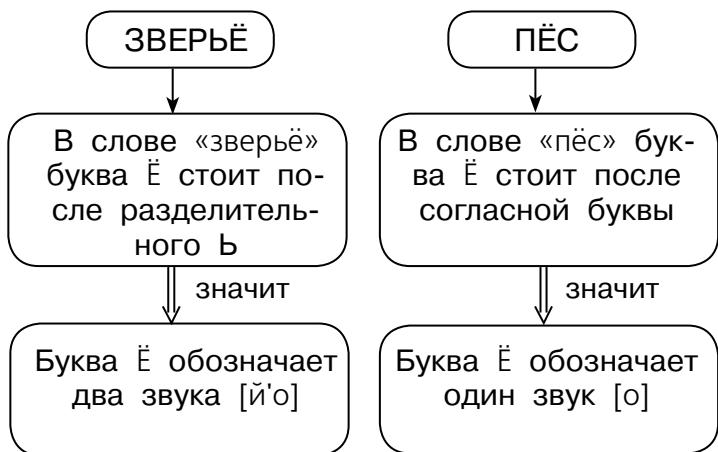 ЗВЕРЬЁ
В слове «зверьё»
буква Ё стоит по-
сле разделитель-
ного Ь
значит
Буква Ё обозначает
два звука [й'о]
ПЁС
В слове «пёс» бук-
ва Ё стоит после
согласной буквы
значит
Буква Ё обозначает
один звук [о]